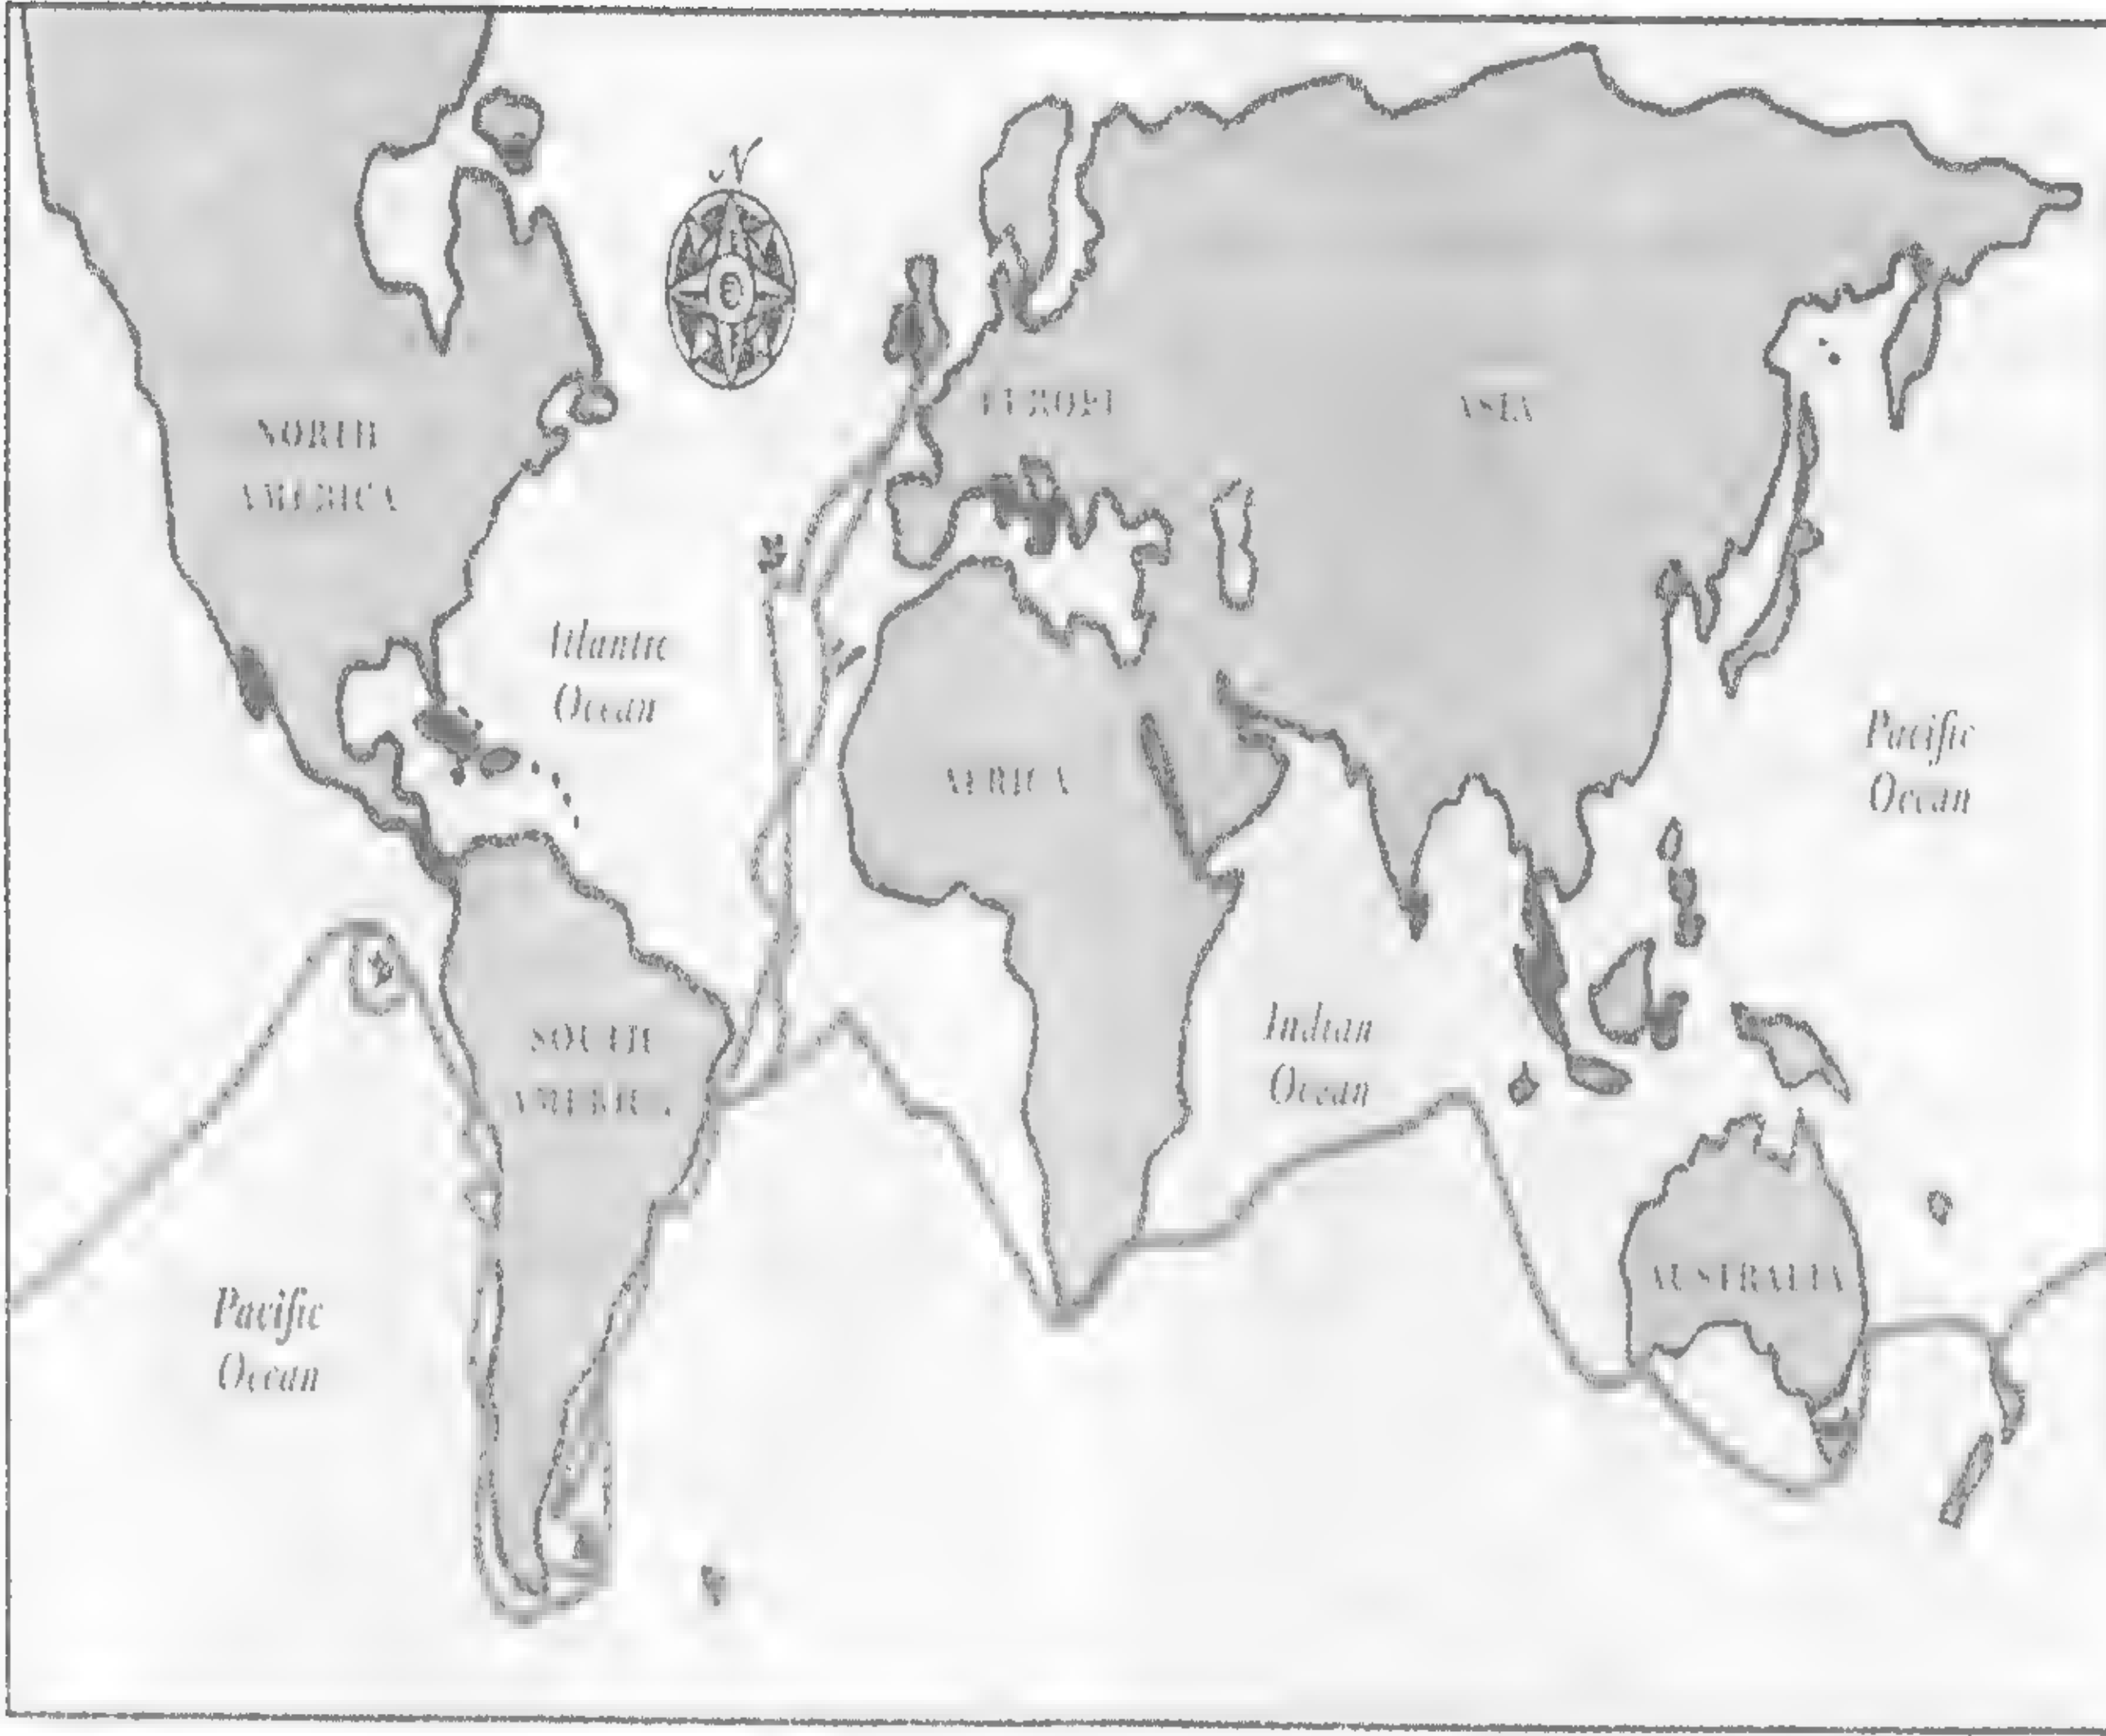 N
NORTH
AMERICA
EUROPE
ASIA
Atlantic
Ocean
Pacific
Ocean
AFRICA
SOUTH
AMERICA
Indian
Ocean
Pacific
Ocean
AUSTRALIA